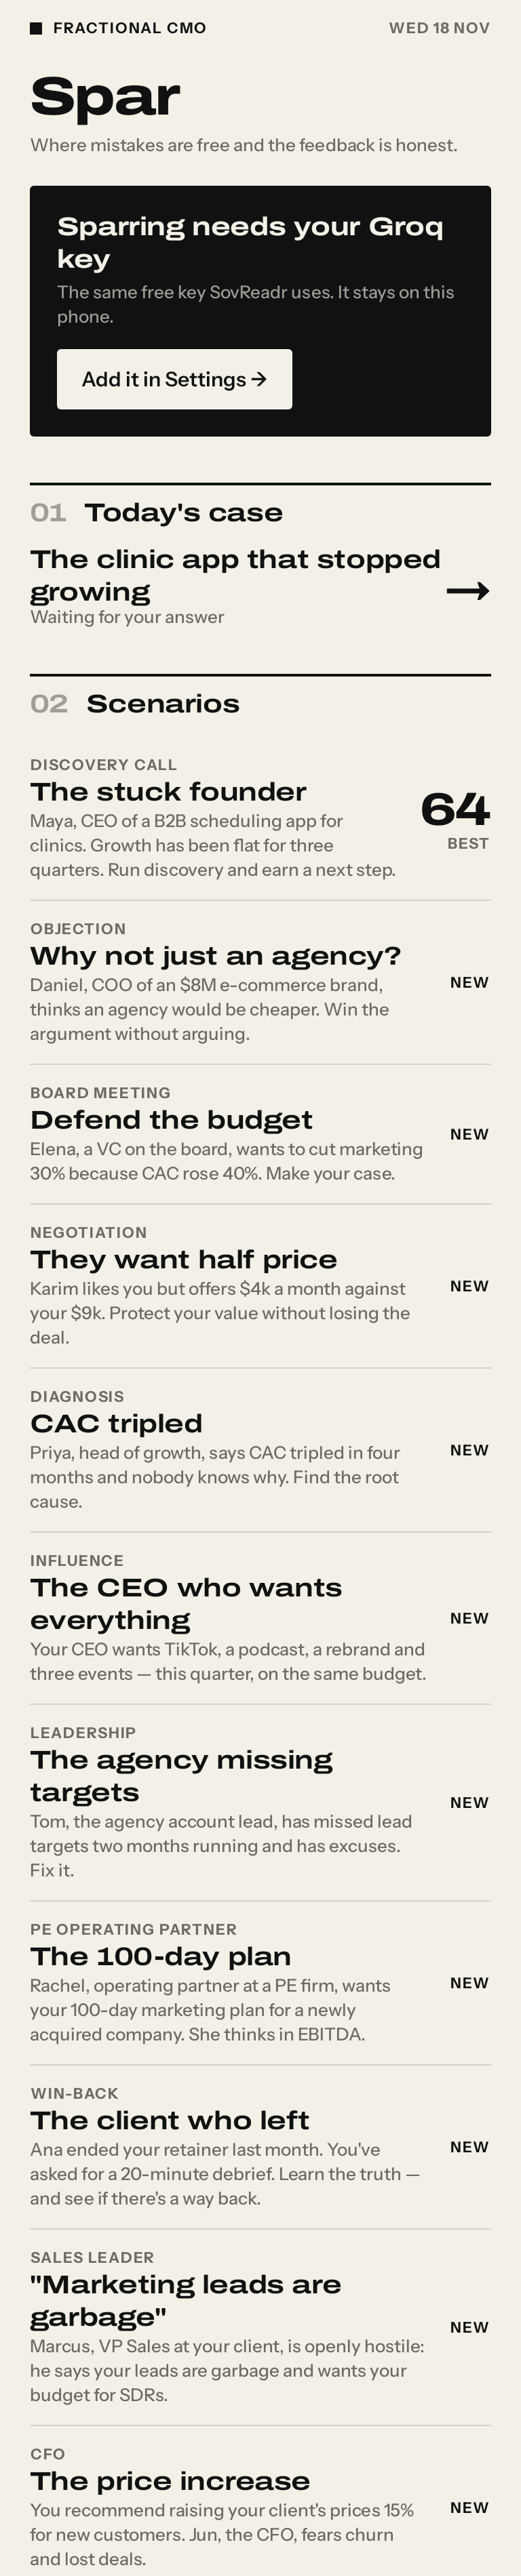 FRACTIONAL CMO
WED 18 NOV
Spar
Where mistakes are free and the feedback is honest.
Sparring needs your Groq
key
The same free key SovReadr uses. It stays on this
phone.
Add it in Settings →
01 Today's case
The clinic app that stopped
growing
→
Waiting for your answer
02 Scenarios
DISCOVERY CALL
The stuck founder
Maya, CEO of a B2B scheduling app for
clinics. Growth has been flat for three
quarters. Run discovery and earn a next step.
64
BEST
OBJECTION
Why not just an agency?
Daniel, COO of an $8M e-commerce brand,
thinks an agency would be cheaper. Win the
argument without arguing.
NEW
BOARD MEETING
Defend the budget
Elena, a VC on the board, wants to cut marketing
30% because CAC rose 40%. Make your case.
NEW
NEGOTIATION
They want half price
Karim likes you but offers $4k a month against
your $9k. Protect your value without losing the
deal.
NEW
DIAGNOSIS
CAC tripled
Priya, head of growth, says CAC tripled in four
months and nobody knows why. Find the root
cause.
NEW
INFLUENCE
The CEO who wants
everything
Your CEO wants TikTok, a podcast, a rebrand and
three events — this quarter, on the same budget.
NEW
LEADERSHIP
The agency missing
targets
Tom, the agency account lead, has missed lead
targets two months running and has excuses.
Fix it.
NEW
PE OPERATING PARTNER
The 100-day plan
Rachel, operating partner at a PE firm, wants
your 100-day marketing plan for a newly
acquired company. She thinks in EBITDA.
NEW
WIN-BACK
The client who left
Ana ended your retainer last month. You've
asked for a 20-minute debrief. Learn the truth —
and see if there's a way back.
NEW
SALES LEADER
"Marketing leads are
garbage"
Marcus, VP Sales at your client, is openly hostile:
he says your leads are garbage and wants your
budget for SDRs.
NEW
CFO
The price increase
You recommend raising your client's prices 15%
for new customers. Jun, the CFO, fears churn
and lost deals.
NEW